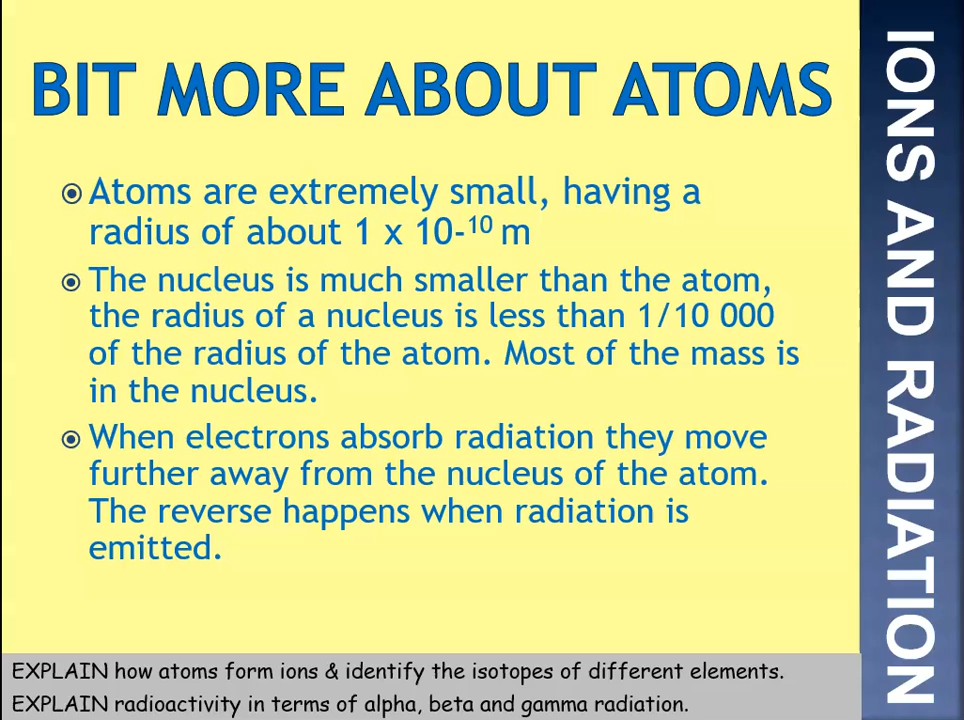 BIT MORE ABOUT ATOMS
Atoms are extremely small, having a
radius of about 1 x 10-¹⁰ m
The nucleus is much smaller than the atom,
the radius of a nucleus is less than 1/10 000
of the radius of the atom. Most of the mass is
in the nucleus.
When electrons absorb radiation they move
further away from the nucleus of the atom.
The reverse happens when radiation is
emitted.
EXPLAIN how atoms form ions & identify the isotopes of different elements.
EXPLAIN radioactivity in terms of alpha, beta and gamma radiation.
IONS AND RADIATION